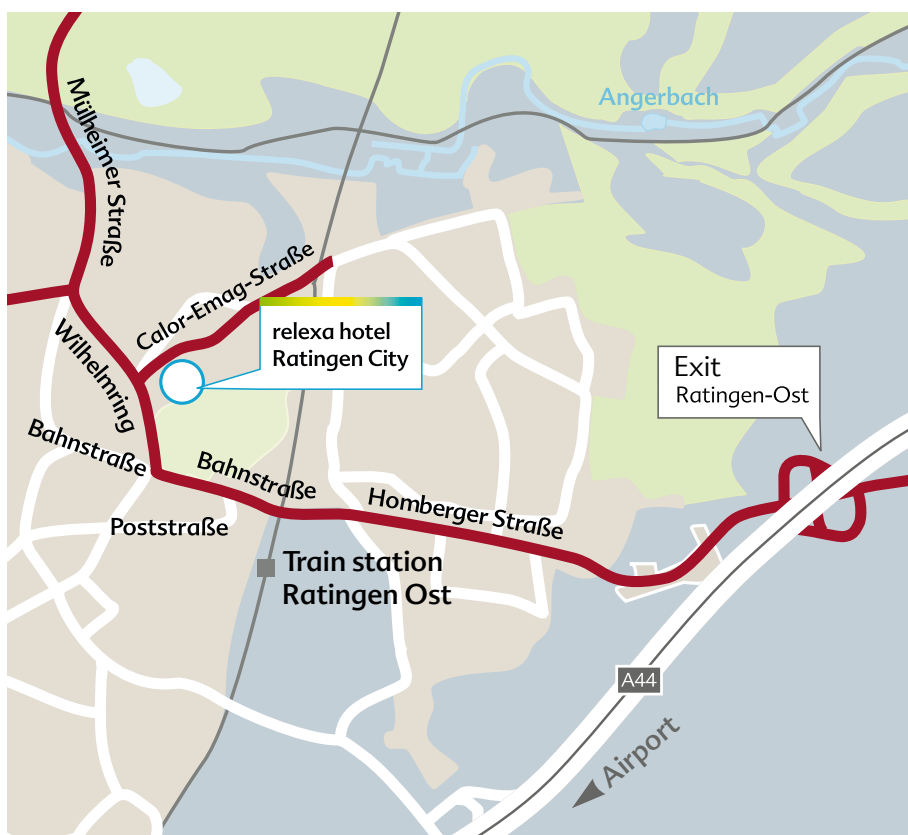 Angerbach
Mülheimer Straße
Calor-Emag-Straße
relexa hotel
Ratingen City
Wilhelmring
Exit
Ratingen-Ost
Bahnstraße
Bahnstraße
Homberger Straße
Poststraße
Train station
Ratingen Ost
A44
Airport